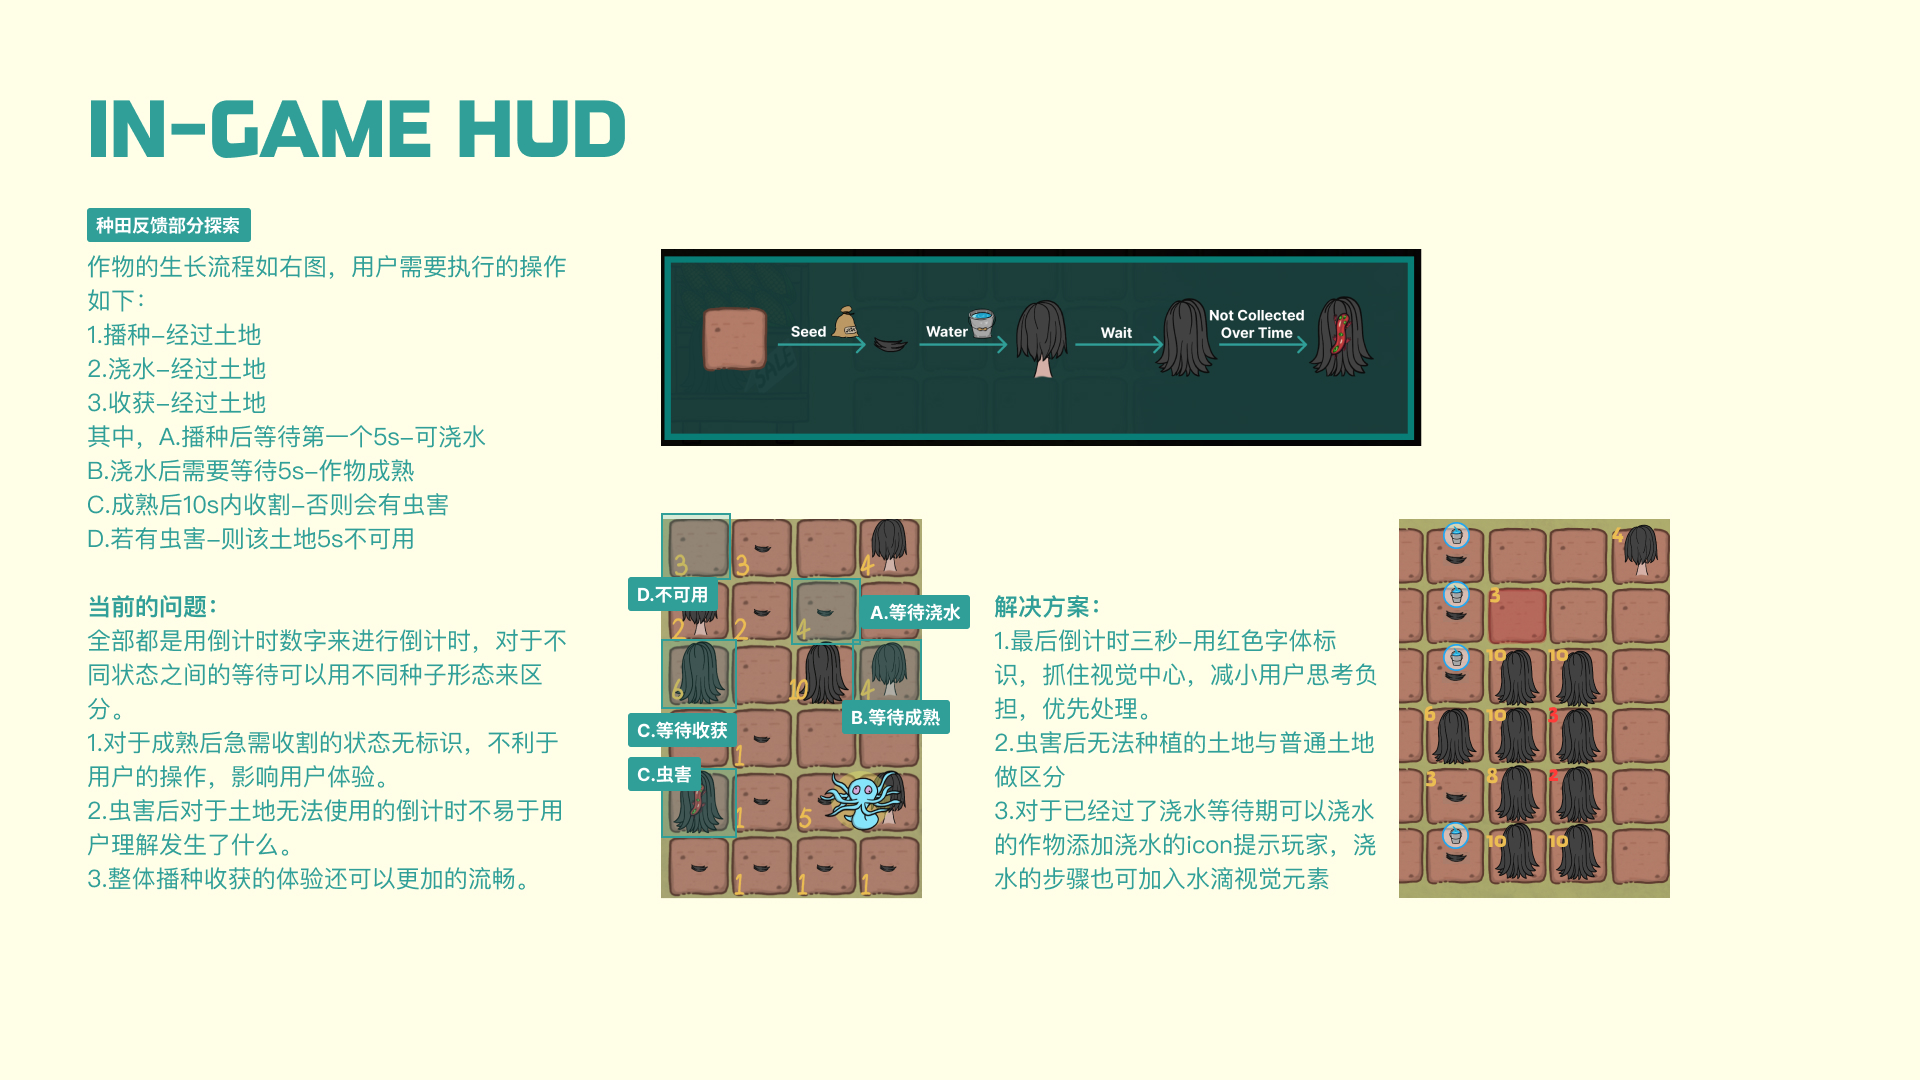 IN-GAME HUD
种田反馈部分探索
作物的生长流程如右图，用户需要执行的操作
如下：
1.播种-经过土地
2.浇水-经过土地
3.收获-经过土地
其中，A.播种后等待第一个5s-可浇水
B.浇水后需要等待5s-作物成熟
C.成熟后10s内收割-否则会有虫害
D.若有虫害-则该土地5s不可用
当前的问题：
全部都是用倒计时数字来进行倒计时，对于不
同状态之间的等待可以用不同种子形态来区
分。
1.对于成熟后急需收割的状态无标识，不利于
用户的操作，影响用户体验。
2.虫害后对于土地无法使用的倒计时不易于用
户理解发生了什么。
3.整体播种收获的体验还可以更加的流畅。
Seed
Water
Wait
Not Collected
Over Time
SALE
3
3
4
D.不可用
A.等待浇水
2
2
4
6
10
4
B.等待成熟
C.等待收获
1
C.虫害
1
5
1
1
1
解决方案：
1.最后倒计时三秒-用红色字体标
识，抓住视觉中心，减小用户思考负
担，优先处理。
2.虫害后无法种植的土地与普通土地
做区分
3.对于已经过了浇水等待期可以浇水
的作物添加浇水的icon提示玩家，浇
水的步骤也可加入水滴视觉元素
4
3
10
10
6
10
3
3
8
2
10
10